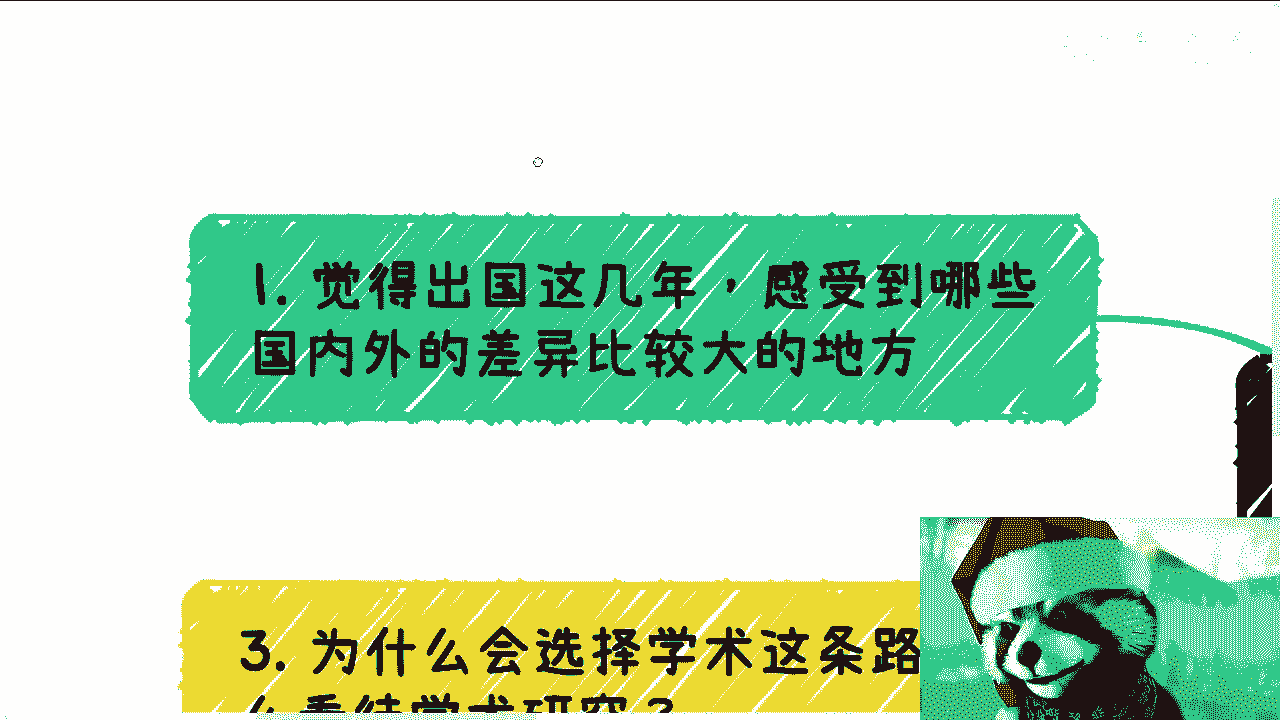 1. 觉得出国这几年，感受到哪些
国内外的差异比较大的地方
3. 为什么会选择学术这条路